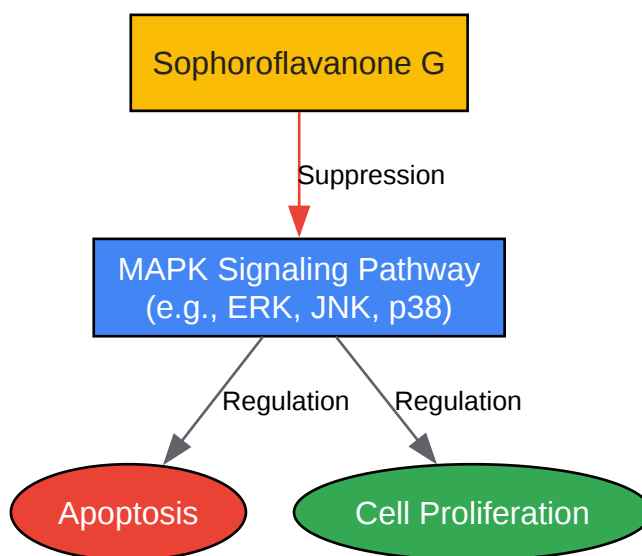 Sophoroflavanone G
Suppression
MAPK Signaling Pathway
(e.g., ERK, JNK, p38)
Regulation
Regulation
Apoptosis
Cell Proliferation